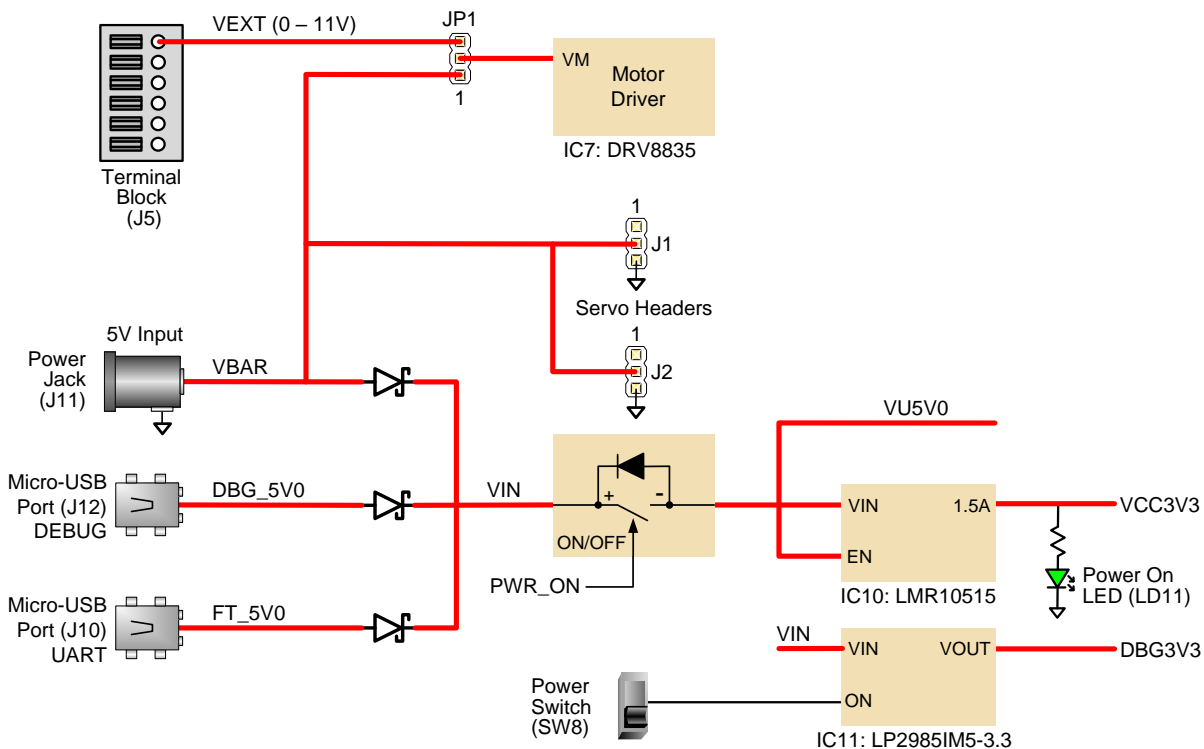 VEXT (0 – 11V)
JP1
1
VM
Motor
Driver
IC7: DRV8835
Terminal
Block
(J5)
1
J1
Servo Headers
1
J2
5V Input
Power
Jack
(J11)
VBAR
VU5V0
Micro-USB
Port (J12)
DEBUG
DBG_5V0
VIN
+
-
ON/OFF
PWR_ON
VIN
1.5A
EN
VCC3V3
IC10: LMR10515
Power On
LED (LD11)
Micro-USB
Port (J10)
UART
FT_5V0
VIN
VIN
VOUT
DBG3V3
ON
Power
Switch
(SW8)
IC11: LP2985IM5-3.3